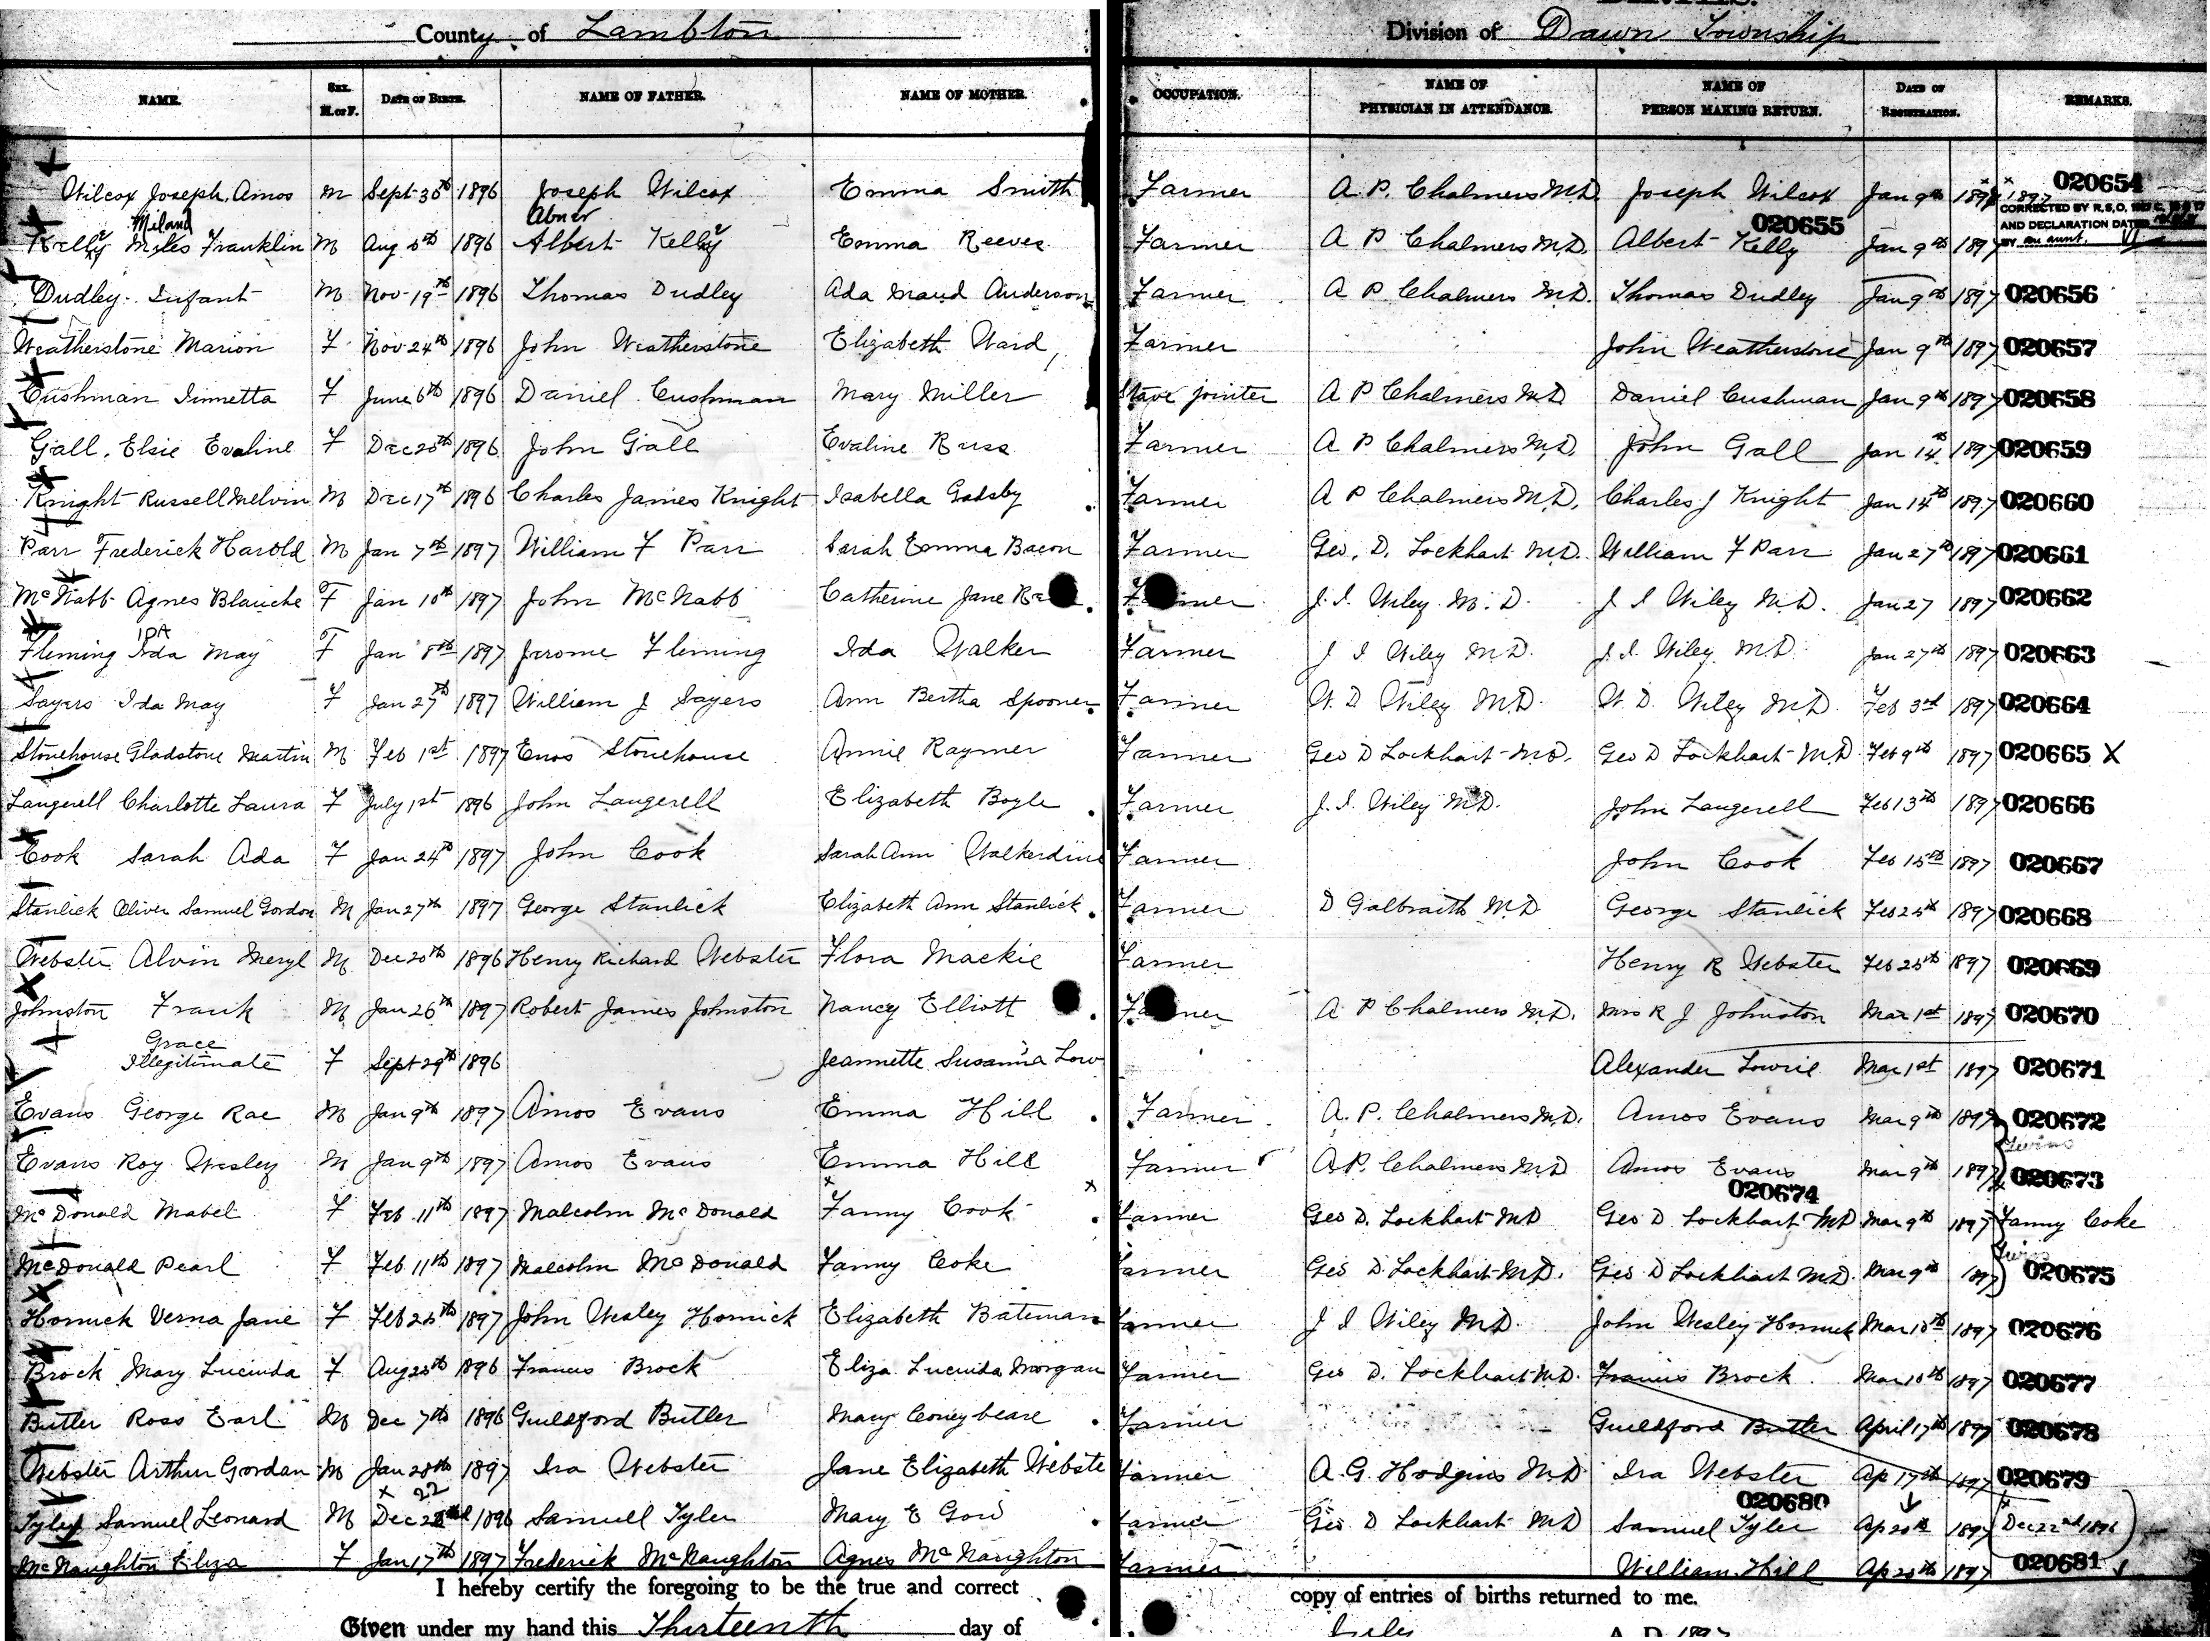 BIRTHS.
County of Lambton Division of Dawn Township
NAME. SEX. M. or F. DATE OF BIRTH. NAME OF FATHER. NAME OF MOTHER. OCCUPATION. NAME OF PHYSICIAN IN ATTENDANCE. NAME OF PERSON MAKING RETURN. DATE OF REGISTRATION. REMARKS.
020654
Wilcox Joseph Amos M Sept 30th 1896 Joseph Wilcox Emma Smith Farmer A. P. Chalmers M.D. Joseph Wilcox Jan 9th 1897 1897
Miland Abner 020655 CORRECTED BY R.S.O.
AND DECLARATION DATED
Kelly Miles Franklin M Aug 1896 Albert Kelly Emma Reeves Farmer A P Chalmers M.D. Albert Kelly Jan 9th 1897 BY an aunt.
Dudley Infant M Nov 19th 1896 Thomas Dudley Ada Maud Anderson Farmer A P Chalmers M.D. Thomas Dudley Jan 9th 1897 020656
Weatherstone Marion F Nov 24th 1896 John Weatherstone Elizabeth Ward Farmer John Weatherstone Jan 9th 1897 020657
Cushman F June 6th 1896 Daniel Cushman Mary Miller Stave jointer A P Chalmers M.D. Daniel Cushman Jan 9th 1897 020658
Gall, Elsie Evaline F Dec 20th 1896 John Gall Evaline Russ Farmer A P Chalmers M.D. John Gall Jan 14th 1897 020659
Knight Russell Melvin M Dec 17th 1896 Charles James Knight Isabella Gadsby Farmer A P Chalmers M.D. Charles J Knight Jan 14th 1897 020660
Parr Frederick Harold M Jan 7th 1897 William F Parr Sarah Emma Bacon Farmer Geo. D. Lockhart M.D. William F Parr Jan 27th 1897 020661
McNabb Agnes Blanche F Jan 10th 1897 John McNabb Catherine Jane Farmer J. I. Wiley M.D. J I Wiley M.D. Jan 27 1897 020662
IDA
Fleming Ida May F Jan 8th 1897 Jerome Fleming Ida Walker Farmer J I Wiley M.D. J. I. Wiley M.D. Jan 27th 1897 020663
Sayers Ida May F Jan 27th 1897 William J Sayers Ann Bertha Spooner Farmer W. D Wiley M.D. W. D. Wiley M.D. Feb 3rd 1897 020664
Stonehouse Gladstone Martin M Feb 1st 1897 Enos Stonehouse Annie Raymer Farmer Geo D Lockhart M.D. Geo D Lockhart M.D. Feb 9th 1897 020665 X
Langerell Charlotte Laura F July 1st 1896 John Langerell Elizabeth Boyle Farmer J. I. Wiley M.D. John Langerell Feb 13th 1897 020666
Cook Sarah Ada F Jan 24th 1897 John Cook Sarah Ann Walkerdine Farmer John Cook Feb 15th 1897 020667
Stanlick Oliver Samuel Gordon M Jan 27th 1897 George Stanlick Elizabeth Ann Stanlick Farmer D Galbraith M.D. George Stanlick Feb 25th 1897 020668
Webster Alvin Meryl M Dec 20th 1896 Henry Richard Webster Flora Mackie Farmer Henry R Webster Feb 25th 1897 020669
Johnston Frank M Jan 26th 1897 Robert James Johnston Nancy Elliott Farmer A P Chalmers M.D. Mrs R J Johnston Mar 1st 1897 020670
Grace
Illegitimate F Sept 29th 1896 Jeannette Susanna Low Alexander Lowrie Mar 1st 1897 020671
Evans George Rae M Jan 9th 1897 Amos Evans Emma Hill Farmer A. P. Chalmers M.D. Amos Evans Mar 9th 1897 020672
Twins
Evans Roy Wesley M Jan 9th 1897 Amos Evans Emma Hill Farmer A. P. Chalmers M.D. Amos Evans Mar 9th 1897 020673
020674
McDonald Mabel F Feb 11th 1897 Malcolm McDonald Fanny Cook Farmer Geo D. Lockhart M.D. Geo D Lockhart M.D. Mar 9th 1897 Fanny Coke
Twins
McDonald Pearl F Feb 11th 1897 Malcolm McDonald Fanny Coke Farmer Geo D. Lockhart M.D. Geo D Lockhart M.D. Mar 9th 1897 020675
Hornick Verna Jane F Feb 25th 1897 John Wesley Hornick Elizabeth Bateman Farmer J I Wiley M.D. John Wesley Hornick Mar 10th 1897 020676
Brock Mary Lucinda F Aug 20th 1896 Francis Brock Eliza Lucinda Morgan Farmer Geo D. Lockhart M.D. Francis Brock Mar 10th 1897 020677
Butler Ross Earl M Dec 7th 1896 Guildford Butler Mary Coneybeare Farmer Guildford Butler April 17th 1897 020678
Webster Arthur Gordan M Jan 28th 1897 Ira Webster Jane Elizabeth Webste Farmer A. G. Hodgins M.D. Ira Webster Ap 17th 1897 020679
x 22 020680
Tyler Samuel Leonard M Dec 1896 Samuel Tyler Mary E Gow Farmer Geo D Lockhart M.D. Samuel Tyler Ap 20th 1897 Dec 22nd 1896
McNaughton Eliza F Jan 17th 1897 Frederick McNaughton Agnes McNaughton Farmer William Hill Ap 20th 1897 020681
I hereby certify the foregoing to be the true and correct copy of entries of births returned to me.
Given under my hand this Thirteenth day of July A. D. 1897